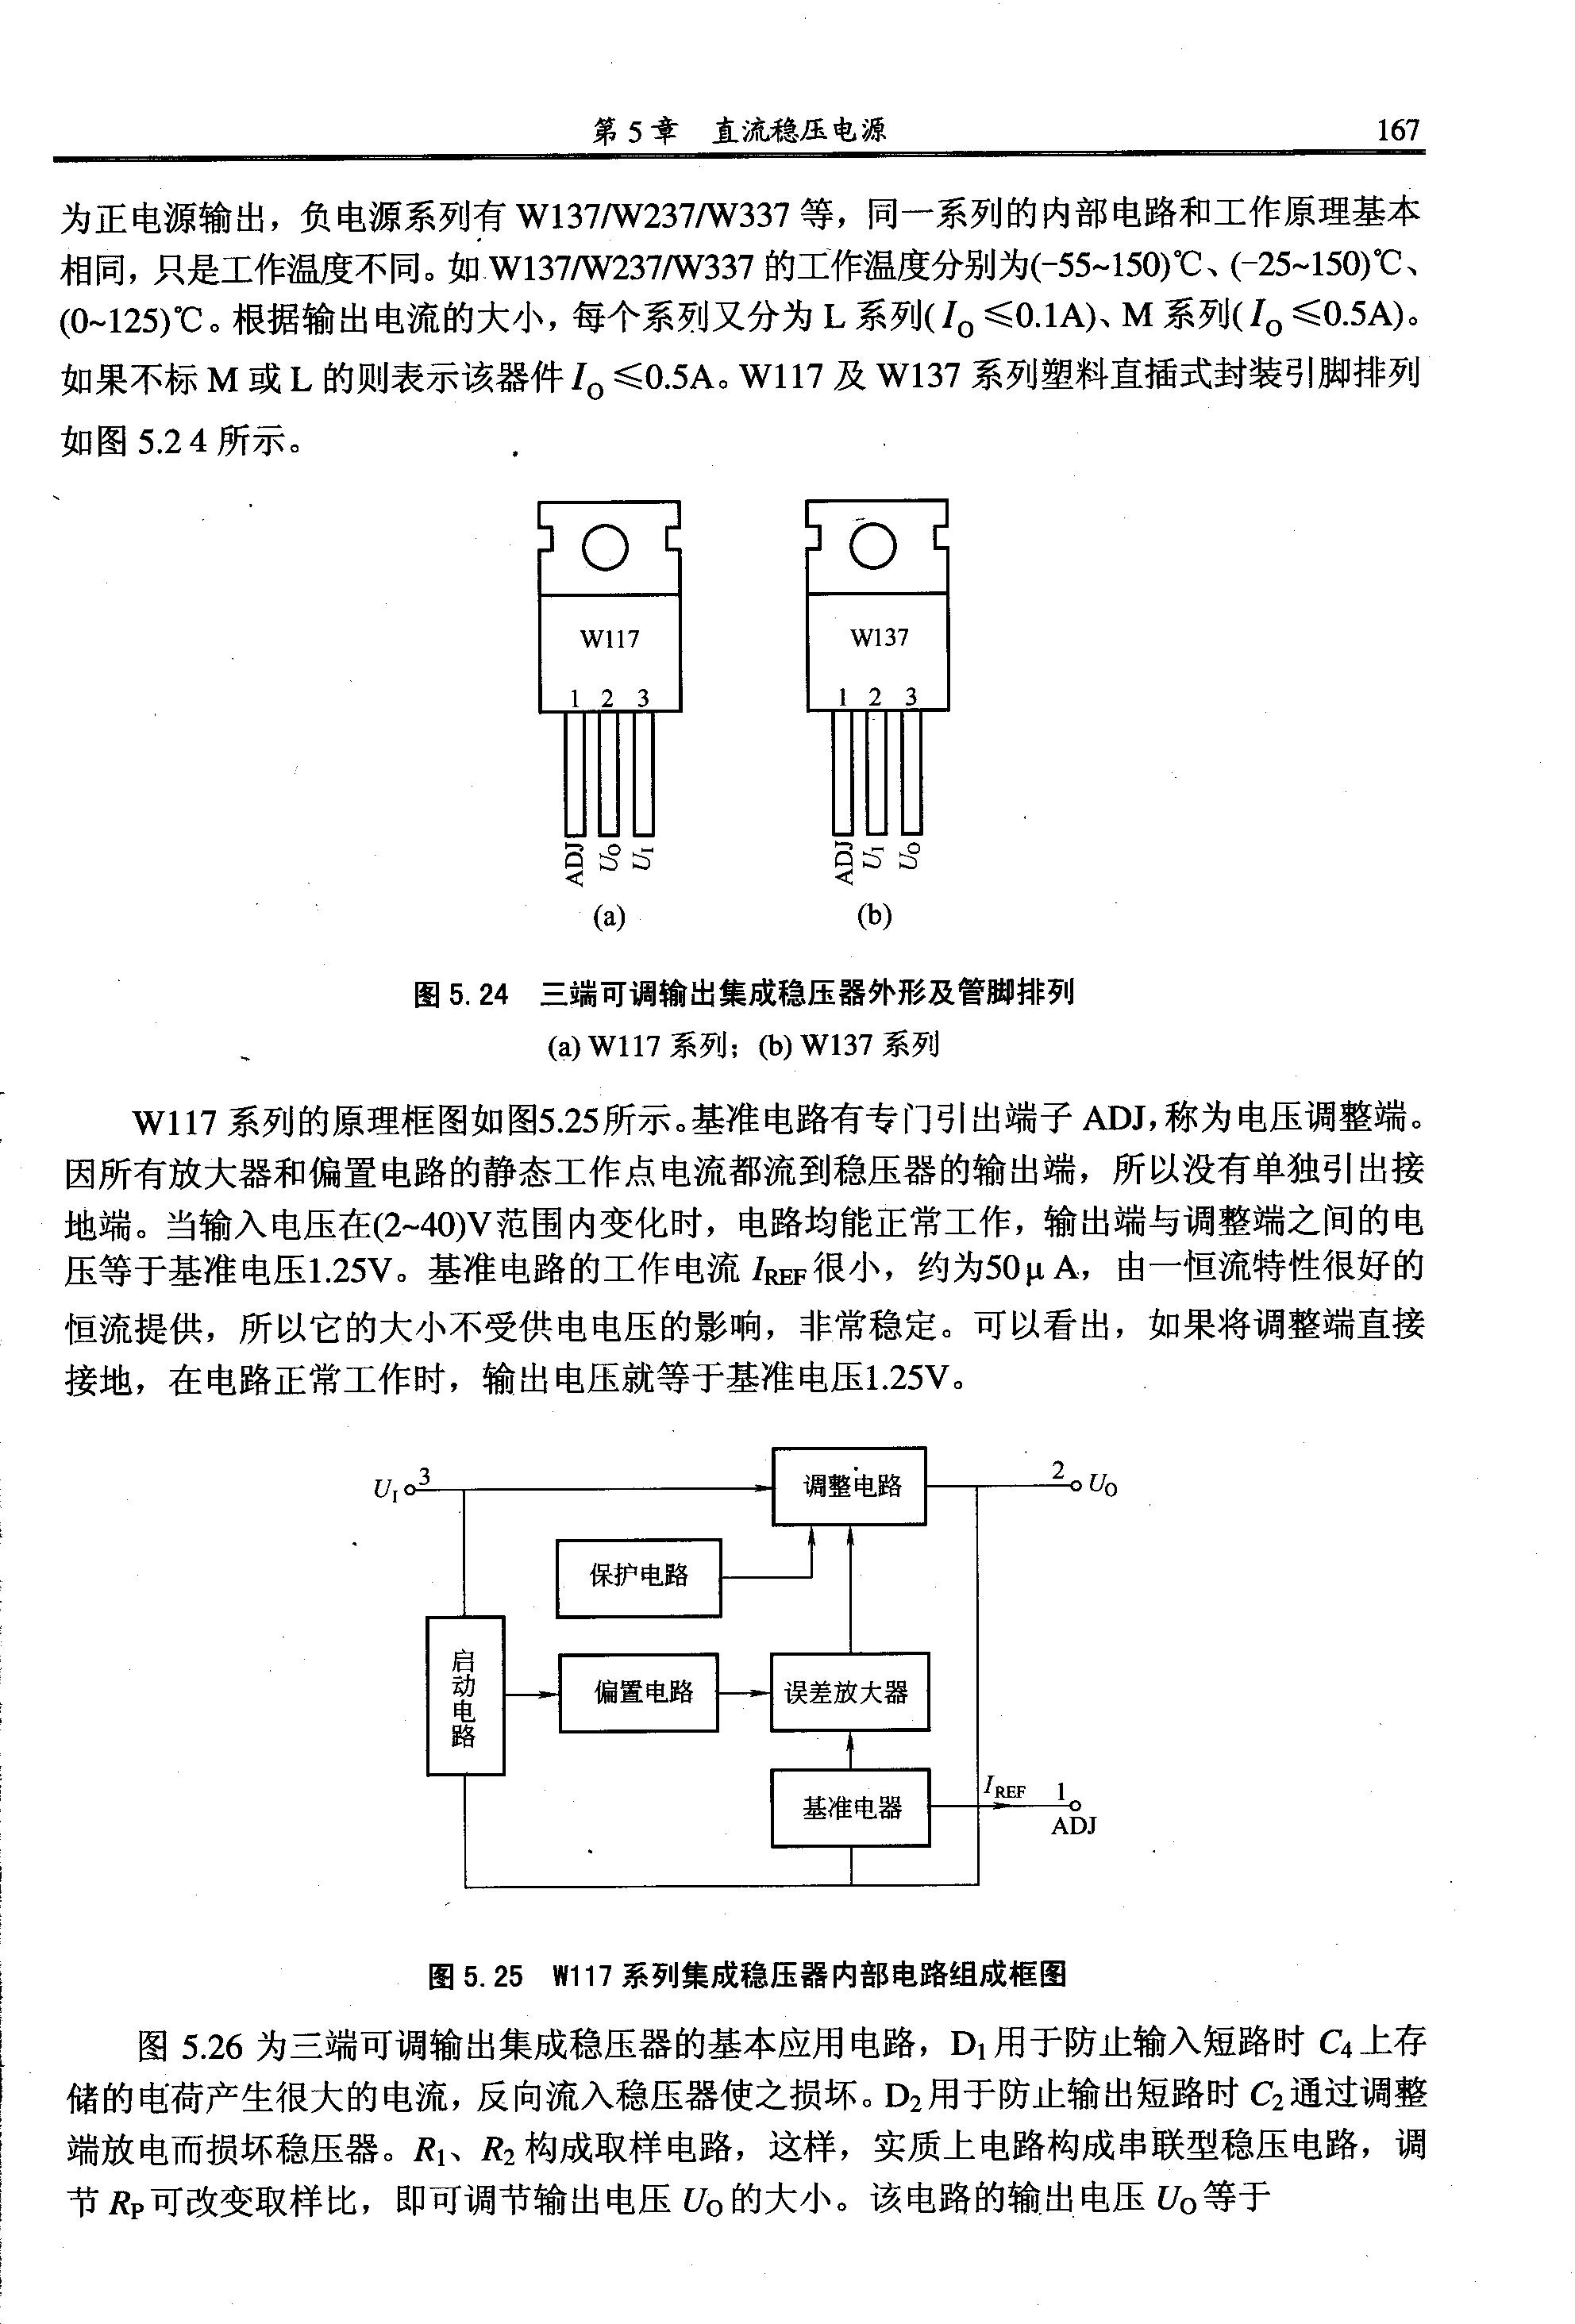 第 5 章　直流稳压电源　167
为正电源输出，负电源系列有 W137/W237/W337 等，同一系列的内部电路和工作原理基本
相同，只是工作温度不同。如 W137/W237/W337 的工作温度分别为(-55~150)℃、(-25~150)℃、
(0~125)℃。根据输出电流的大小，每个系列又分为 L 系列(IO ≤0.1A)、M 系列(IO ≤0.5A)。
如果不标 M 或 L 的则表示该器件 IO ≤0.5A。W117 及 W137 系列塑料直插式封装引脚排列
如图 5.24 所示。
W117
1 2 3
ADJ UO UI
(a)
W137
1 2 3
ADJ UI UO
(b)
图 5.24　三端可调输出集成稳压器外形及管脚排列
(a) W117 系列；(b) W137 系列
W117 系列的原理框图如图5.25所示。基准电路有专门引出端子 ADJ，称为电压调整端。
因所有放大器和偏置电路的静态工作点电流都流到稳压器的输出端，所以没有单独引出接
地端。当输入电压在(2~40)V范围内变化时，电路均能正常工作，输出端与调整端之间的电
压等于基准电压1.25V。基准电路的工作电流 IREF 很小，约为50μA，由一恒流特性很好的
恒流提供，所以它的大小不受供电电压的影响，非常稳定。可以看出，如果将调整端直接
接地，在电路正常工作时，输出电压就等于基准电压1.25V。
UI 3
调整电路
2 UO
保护电路
启动电路
偏置电路
误差放大器
基准电器
IREF 1
ADJ
图 5.25　W117 系列集成稳压器内部电路组成框图
图 5.26 为三端可调输出集成稳压器的基本应用电路，D1 用于防止输入短路时 C4 上存
储的电荷产生很大的电流，反向流入稳压器使之损坏。D2 用于防止输出短路时 C2 通过调整
端放电而损坏稳压器。R1、R2 构成取样电路，这样，实质上电路构成串联型稳压电路，调
节 RP 可改变取样比，即可调节输出电压 UO 的大小。该电路的输出电压 UO 等于